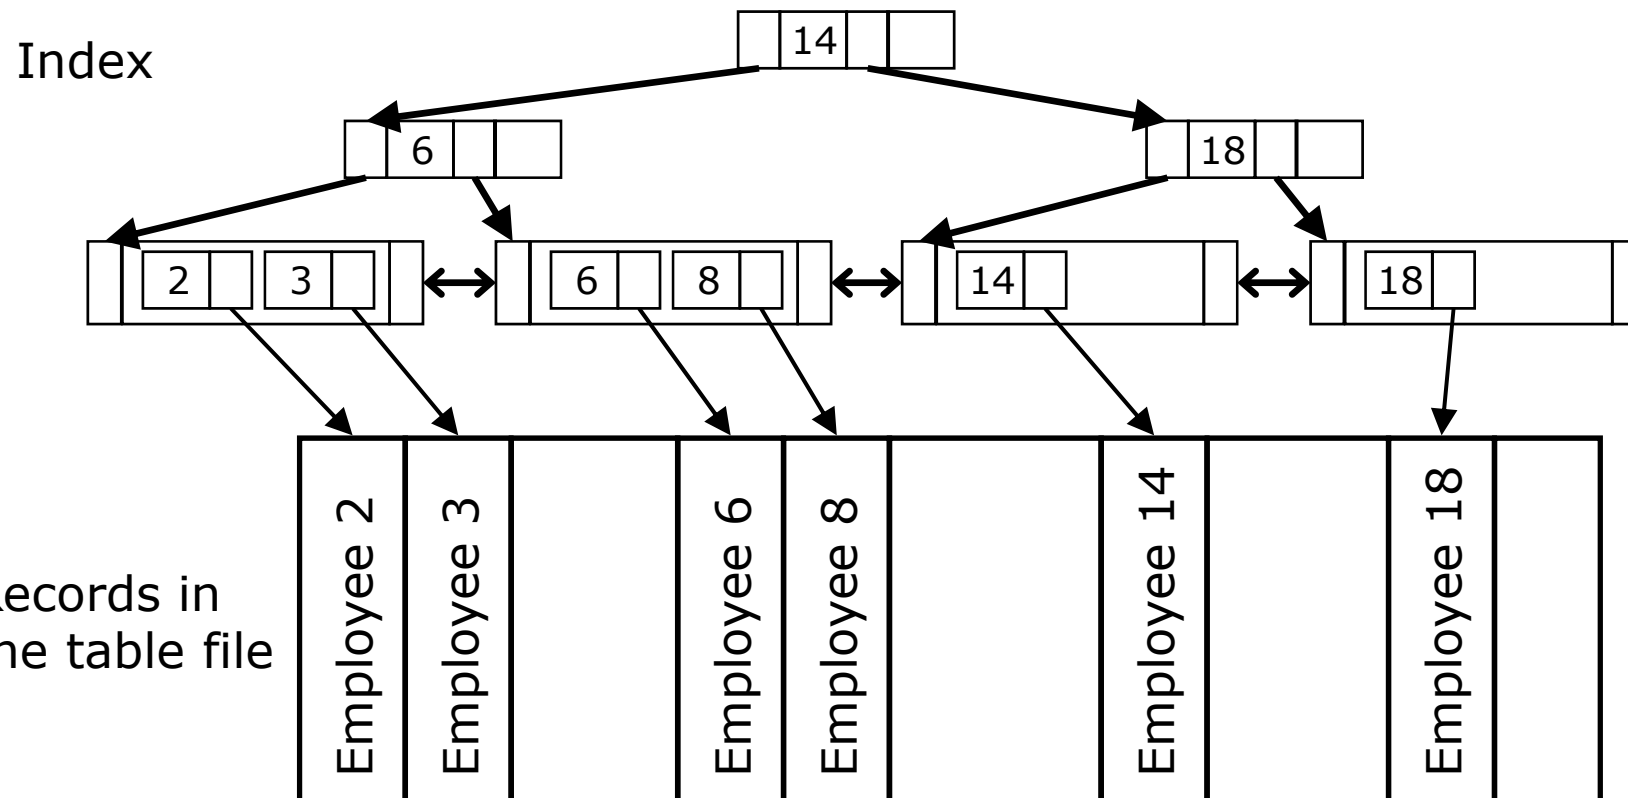 14
Index
6
18
2 3 6 8 14 18
Employee 2
Employee 3
Employee 6
Employee 8
Employee 14
Employee 18
ecords in
ne table file